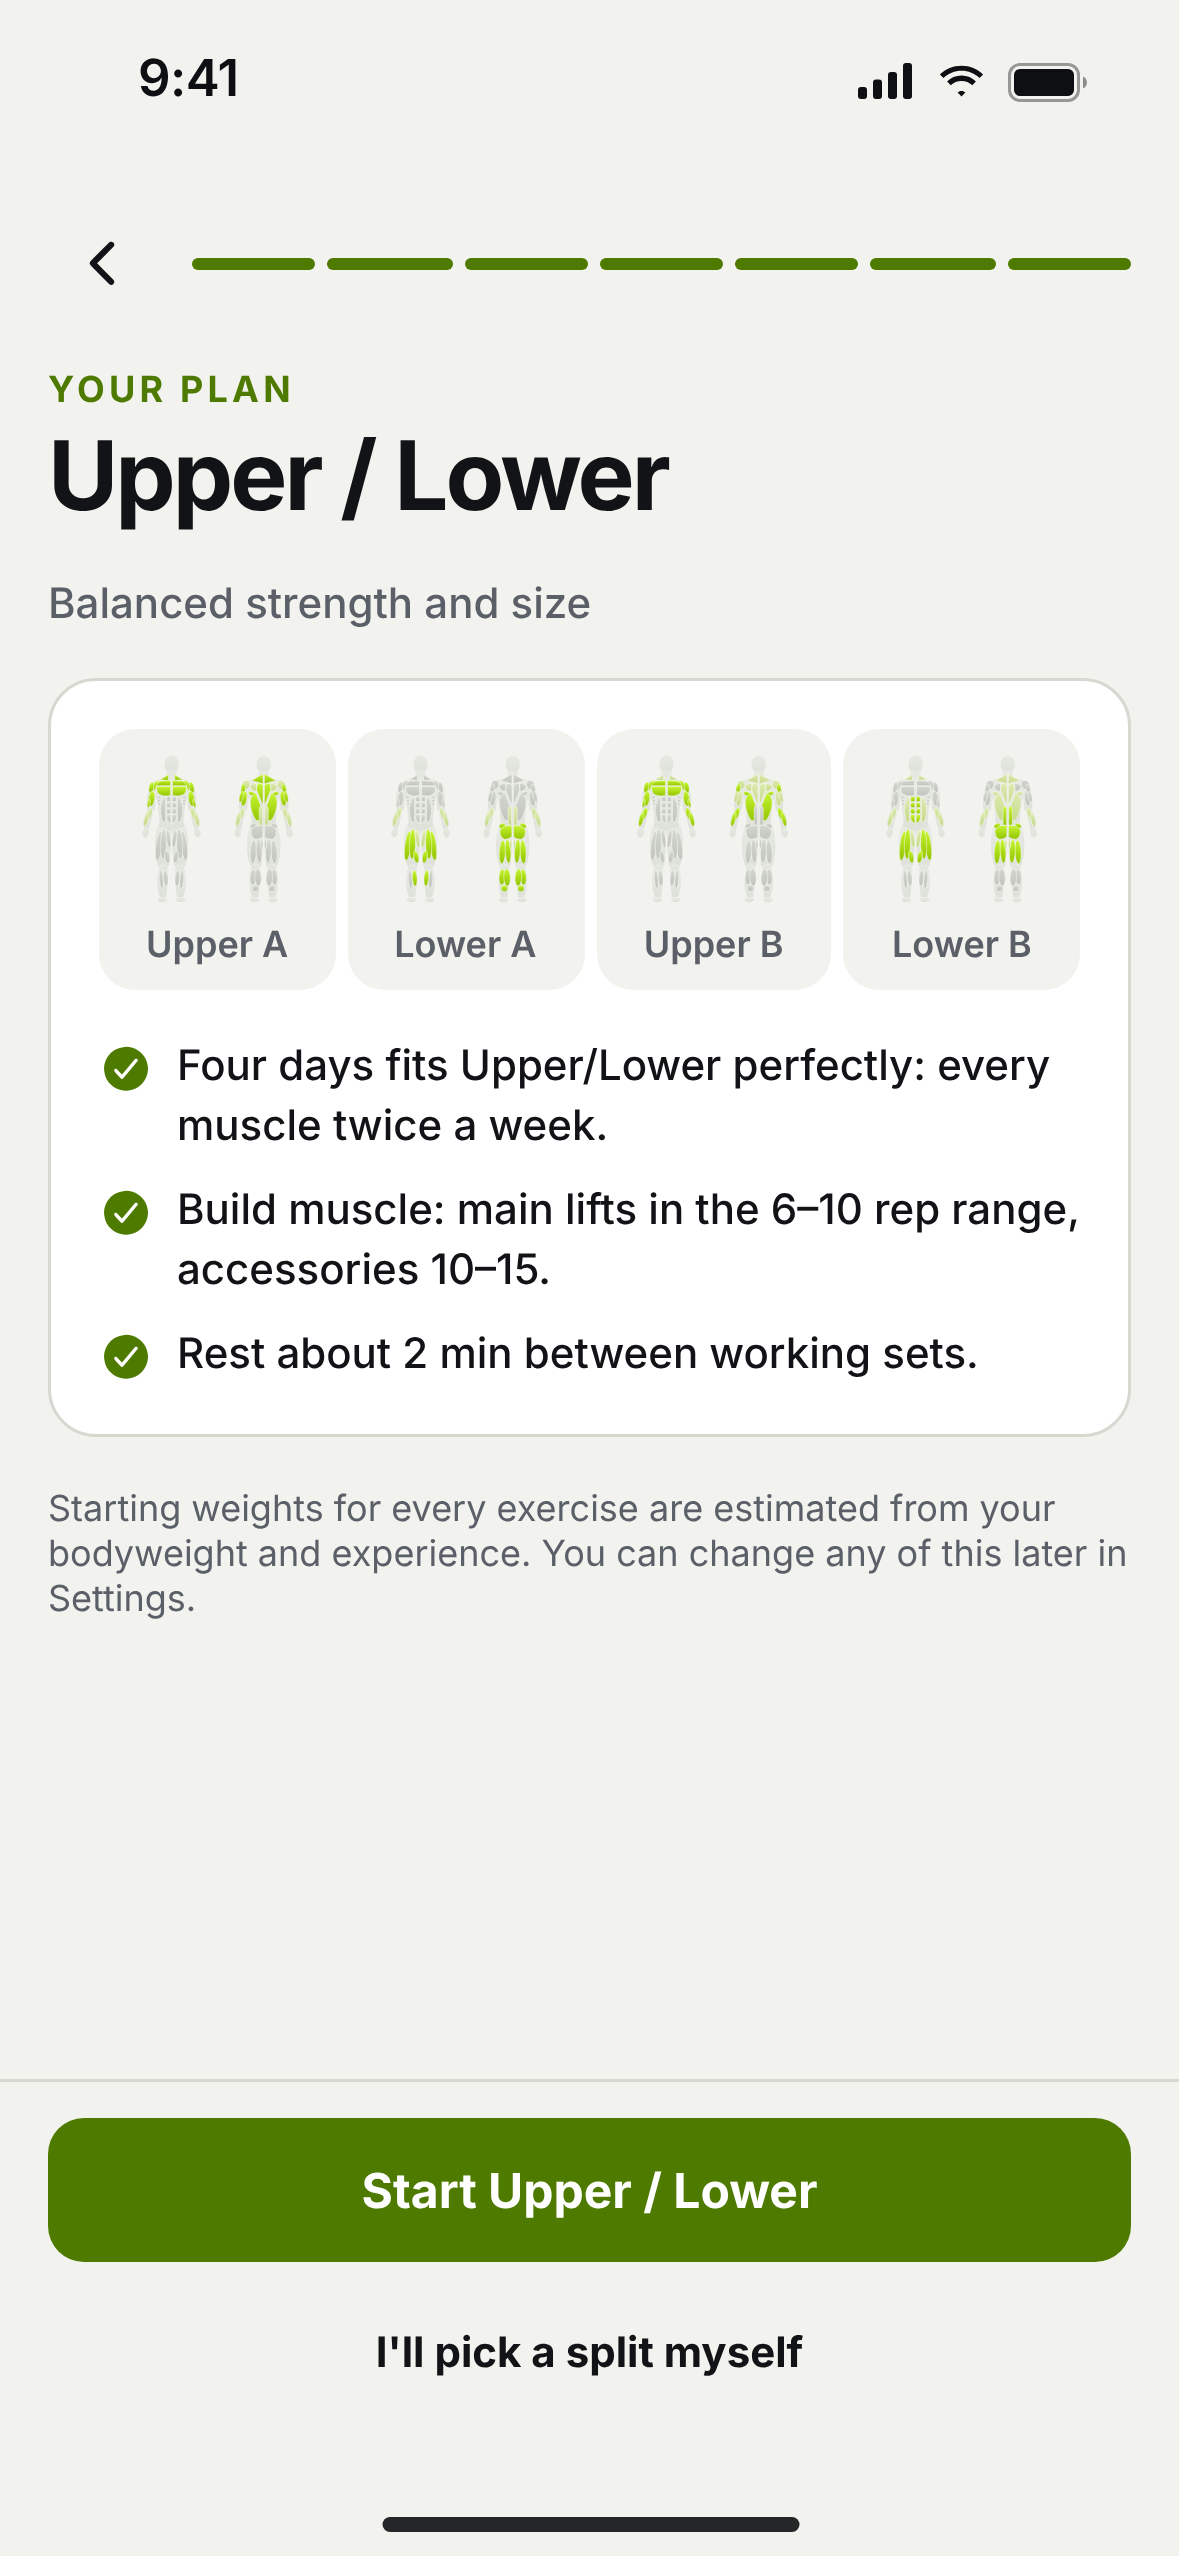 9:41
YOUR PLAN
Upper / Lower
Balanced strength and size
Upper A
Lower A
Upper B
Lower B
Four days fits Upper/Lower perfectly: every
muscle twice a week.
Build muscle: main lifts in the 6–10 rep range,
accessories 10–15.
Rest about 2 min between working sets.
Starting weights for every exercise are estimated from your
bodyweight and experience. You can change any of this later in
Settings.
Start Upper / Lower
I'll pick a split myself